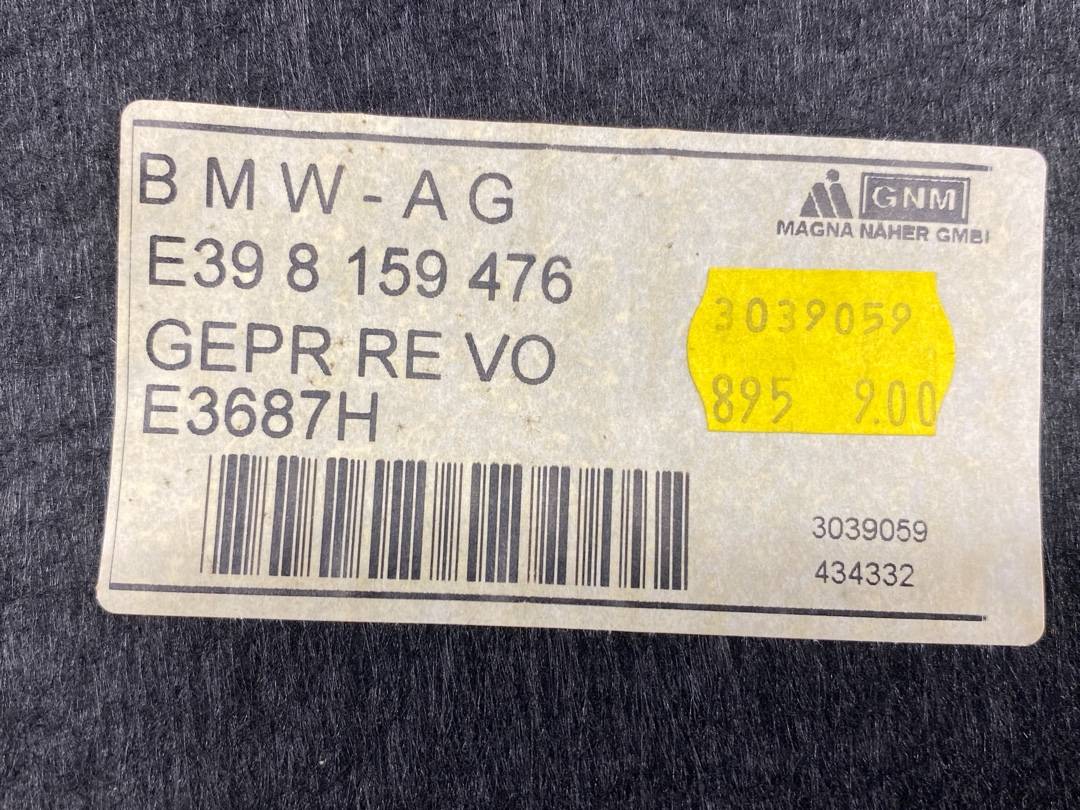 BMW-AG
GNM
MAGNA NÄHER GMBH
E39 8 159 476
3039059
GEPR RE VO
895 9.00
E3687H
3039059
434332